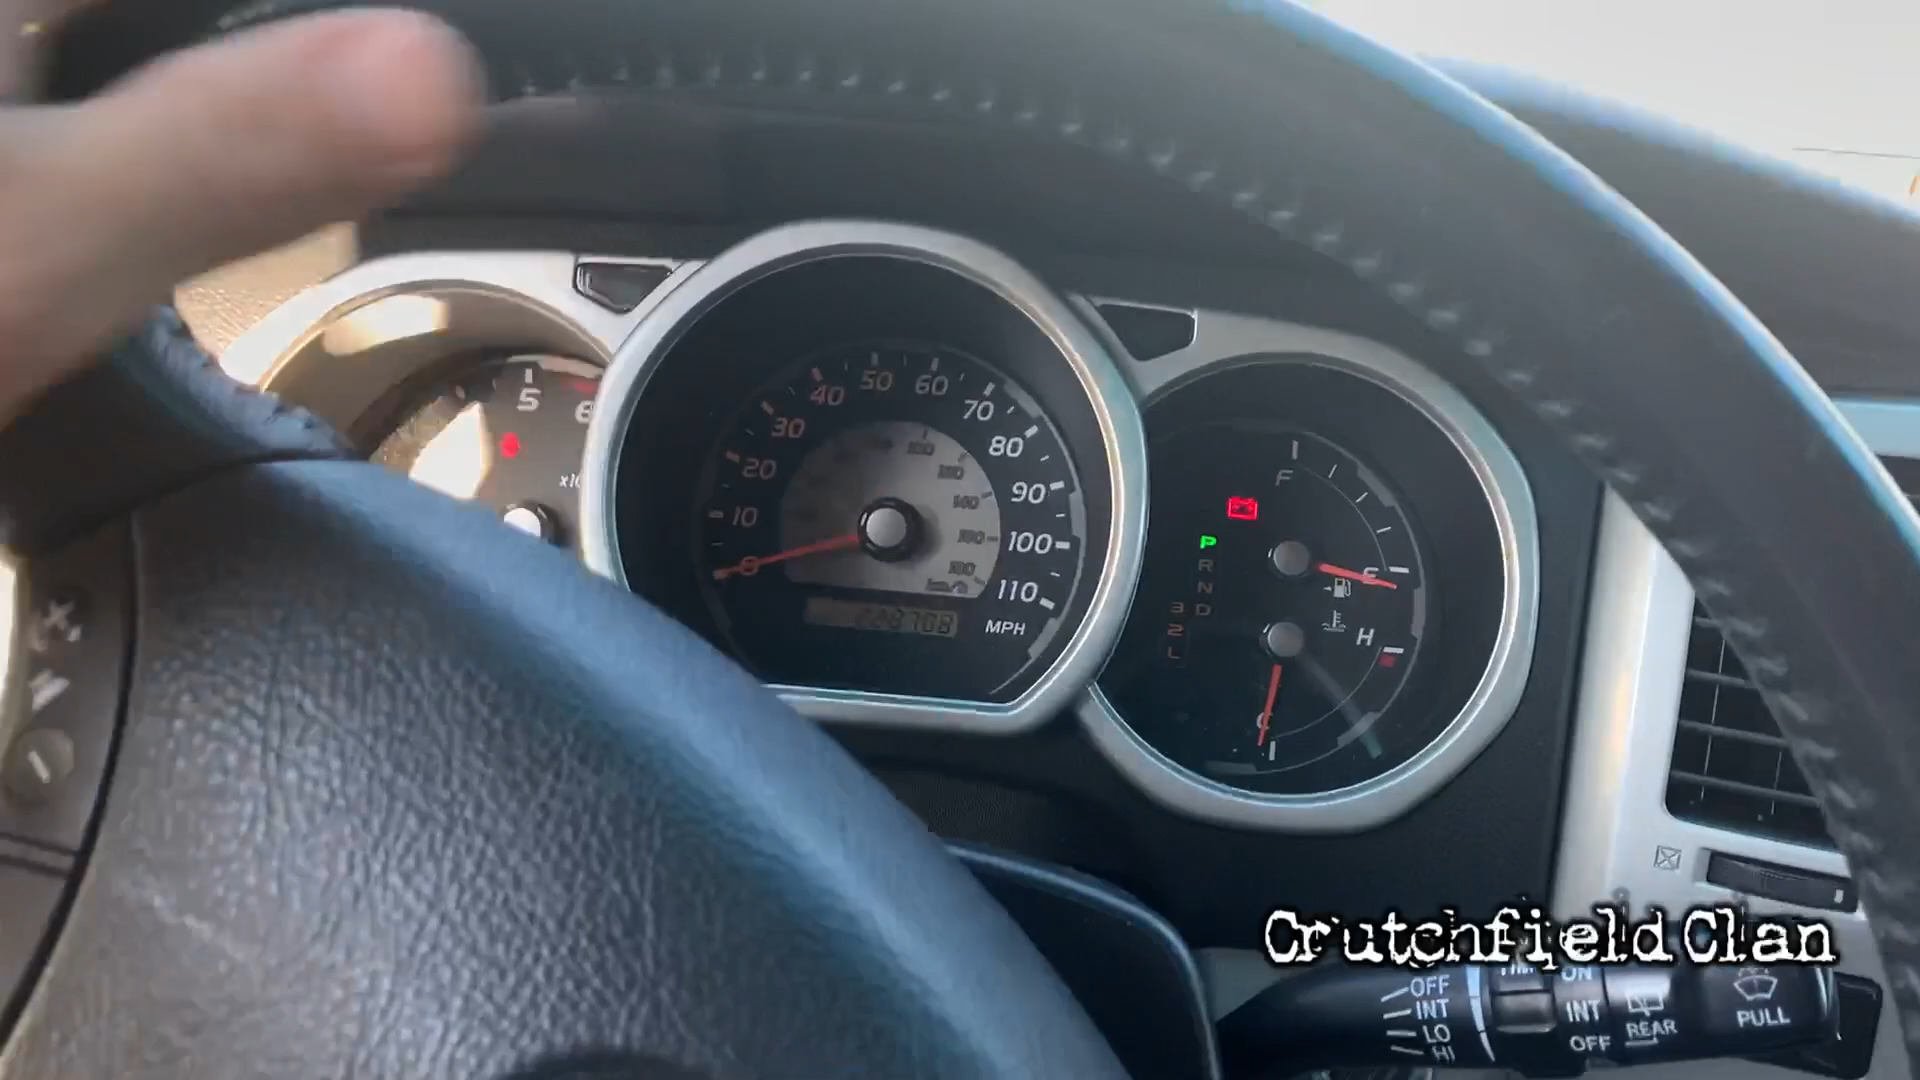 5
6
0
10
20
30
40
50
60
70
80
90
100
110
MPH
F
E
P
R
N
D
3
2
L
H
C
Crutchfield Clan
OFF
INT
LO
HI
ON
INT
OFF
REAR
PULL